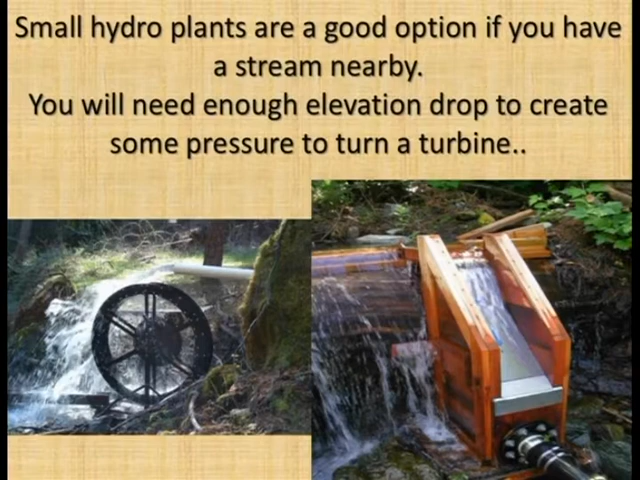 Small hydro plants are a good option if you have
a stream nearby.
You will need enough elevation drop to create
some pressure to turn a turbine..